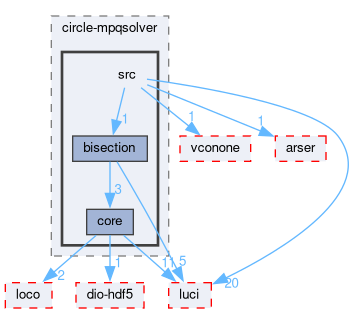 circle-mpqsolver
src
1
1
1
bisection
vconone
arser
3
core
2
1
11
5
20
loco
dio-hdf5
luci